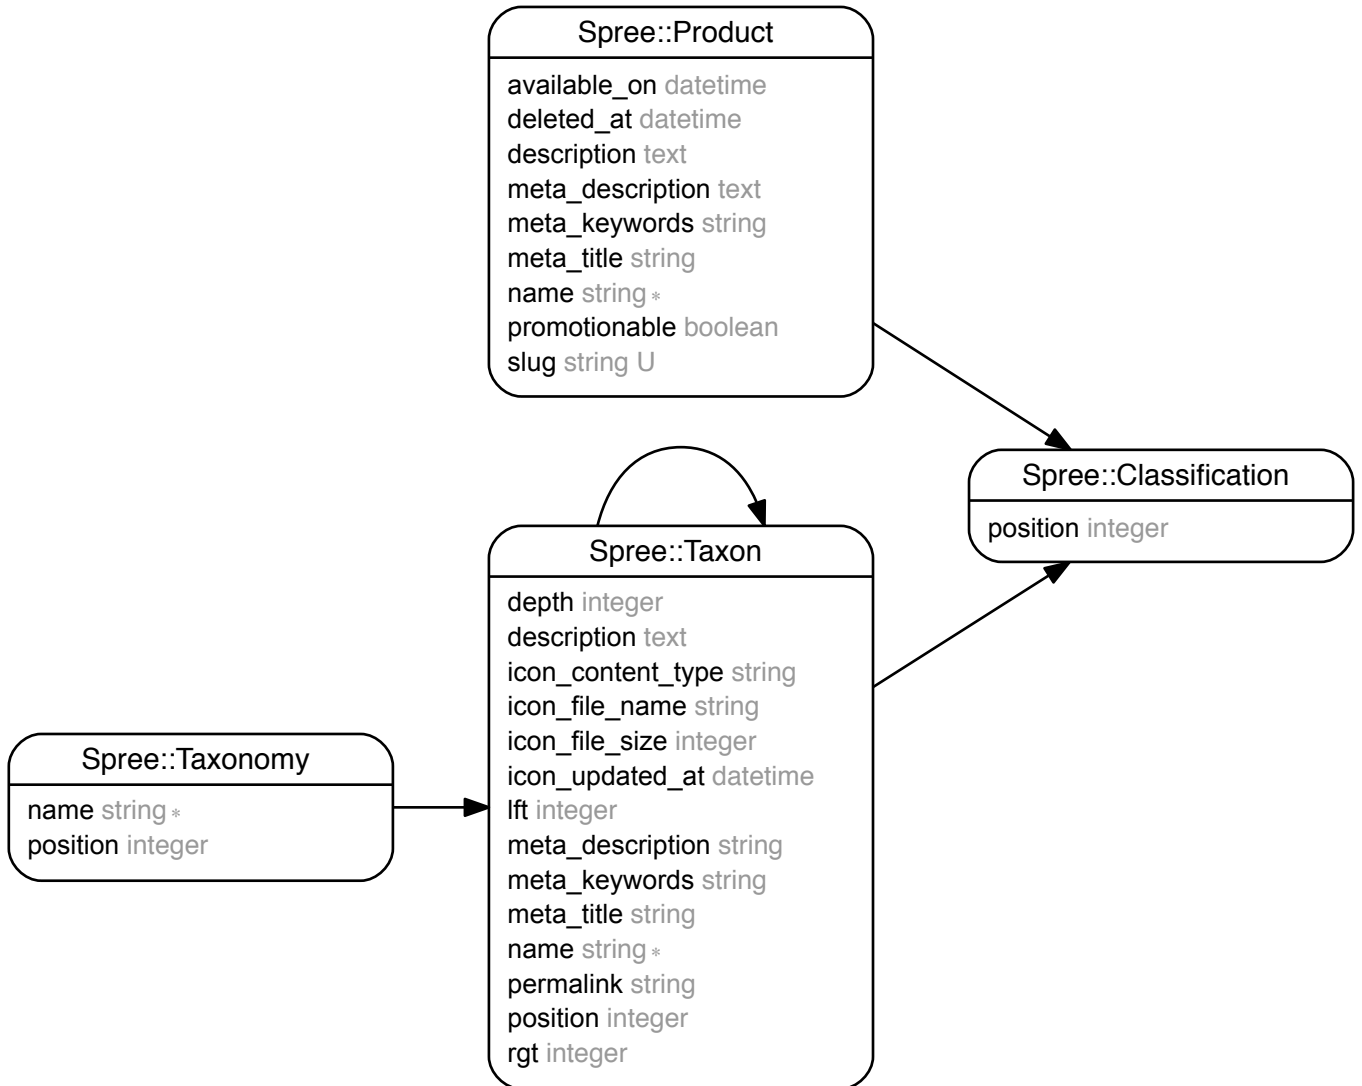 Spree::Product
available_on datetime
deleted_at datetime
description text
meta_description text
meta_keywords string
meta_title string
name string *
promotionable boolean
slug string U
Spree::Classification
position integer
Spree::Taxon
depth integer
description text
icon_content_type string
icon_file_name string
icon_file_size integer
icon_updated_at datetime
lft integer
meta_description string
meta_keywords string
meta_title string
name string *
permalink string
position integer
rgt integer
Spree::Taxonomy
name string *
position integer